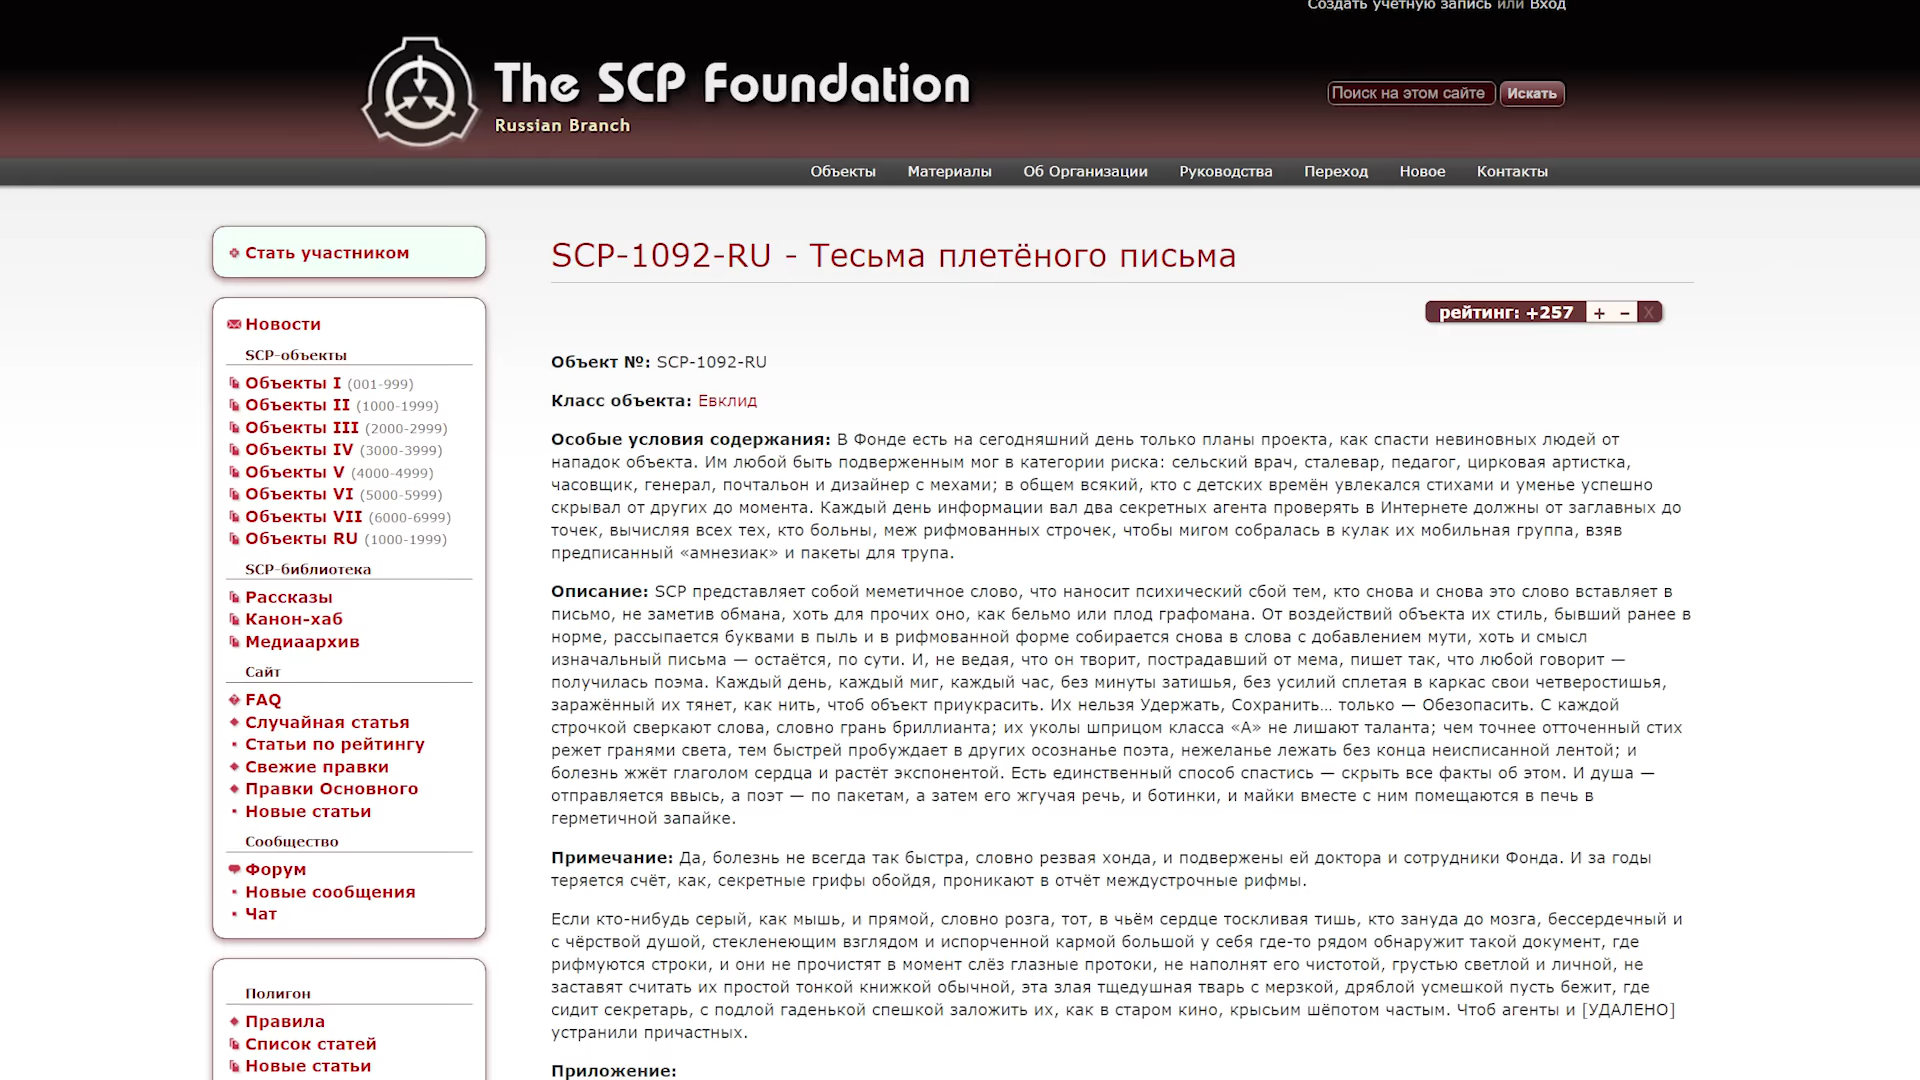 Создать учётную запись или Вход
The SCP Foundation
Russian Branch
Поиск на этом сайте Искать
Объекты Материалы Об Организации Руководства Переход Новое Контакты
Стать участником
Новости
SCP-объекты
Объекты I (001-999)
Объекты II (1000-1999)
Объекты III (2000-2999)
Объекты IV (3000-3999)
Объекты V (4000-4999)
Объекты VI (5000-5999)
Объекты VII (6000-6999)
Объекты RU (1000-1999)
SCP-библиотека
Рассказы
Канон-хаб
Медиаархив
Сайт
FAQ
Случайная статья
Статьи по рейтингу
Свежие правки
Правки Основного
Новые статьи
Сообщество
Форум
Новые сообщения
Чат
Полигон
Правила
Список статей
Новые статьи
SCP-1092-RU - Тесьма плетёного письма
рейтинг: +257 + – X
Объект №: SCP-1092-RU
Класс объекта: Евклид
Особые условия содержания: В Фонде есть на сегодняшний день только планы проекта, как спасти невиновных людей от
нападок объекта. Им любой быть подверженным мог в категории риска: сельский врач, сталевар, педагог, цирковая артистка,
часовщик, генерал, почтальон и дизайнер с мехами; в общем всякий, кто с детских времён увлекался стихами и уменье успешно
скрывал от других до момента. Каждый день информации вал два секретных агента проверять в Интернете должны от заглавных до
точек, вычисляя всех тех, кто больны, меж рифмованных строчек, чтобы мигом собралась в кулак их мобильная группа, взяв
предписанный «амнезиак» и пакеты для трупа.
Описание: SCP представляет собой меметичное слово, что наносит психический сбой тем, кто снова и снова это слово вставляет в
письмо, не заметив обмана, хоть для прочих оно, как бельмо или плод графомана. От воздействий объекта их стиль, бывший ранее в
норме, рассыпается буквами в пыль и в рифмованной форме собирается снова в слова с добавлением мути, хоть и смысл
изначальный письма — остаётся, по сути. И, не ведая, что он творит, пострадавший от мема, пишет так, что любой говорит —
получилась поэма. Каждый день, каждый миг, каждый час, без минуты затишья, без усилий сплетая в каркас свои четверостишья,
заражённый их тянет, как нить, чтоб объект приукрасить. Их нельзя Удержать, Сохранить… только — Обезопасить. С каждой
строчкой сверкают слова, словно грань бриллианта; их уколы шприцом класса «А» не лишают таланта; чем точнее отточенный стих
режет гранями света, тем быстрей пробуждает в других осознанье поэта, нежеланье лежать без конца неисписанной лентой; и
болезнь жжёт глаголом сердца и растёт экспонентой. Есть единственный способ спастись — скрыть все факты об этом. И душа —
отправляется ввысь, а поэт — по пакетам, а затем его жгучая речь, и ботинки, и майки вместе с ним помещаются в печь в
герметичной запайке.
Примечание: Да, болезнь не всегда так быстра, словно резвая хонда, и подвержены ей доктора и сотрудники Фонда. И за годы
теряется счёт, как, секретные грифы обойдя, проникают в отчёт междустрочные рифмы.
Если кто-нибудь серый, как мышь, и прямой, словно розга, тот, в чьём сердце тоскливая тишь, кто зануда до мозга, бессердечный и
с чёрствой душой, стекленеющим взглядом и испорченной кармой большой у себя где-то рядом обнаружит такой документ, где
рифмуются строки, и они не прочистят в момент слёз глазные протоки, не наполнят его чистотой, грустью светлой и личной, не
заставят считать их простой тонкой книжкой обычной, эта злая тщедушная тварь с мерзкой, дряблой усмешкой пусть бежит, где
сидит секретарь, с подлой гаденькой спешкой заложить их, как в старом кино, крысьим шёпотом частым. Чтоб агенты и [УДАЛЕНО]
устранили причастных.
Приложение: